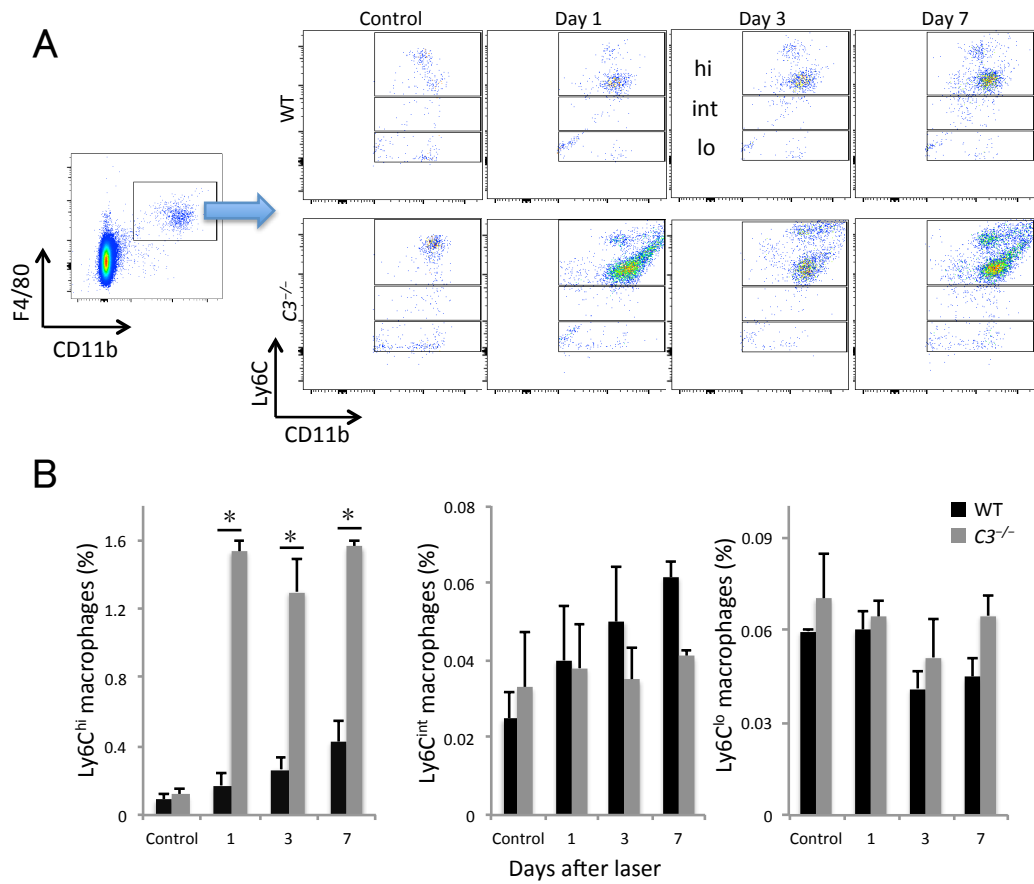 A
Control Day 1 Day 3 Day 7
WT
hi
int
lo
F4/80
CD11b
C3⁻/⁻
Ly6C
CD11b
B
Ly6Cʰⁱ macrophages (%)
1.6
1.2
0.8
0.4
0
* * *
Control 1 3 7
Ly6Cⁱⁿᵗ macrophages (%)
0.08
0.06
0.04
0.02
0
Control 1 3 7
Ly6Cˡᵒ macrophages (%)
0.09
0.06
0.03
0
Control 1 3 7
WT
C3⁻/⁻
Days after laser